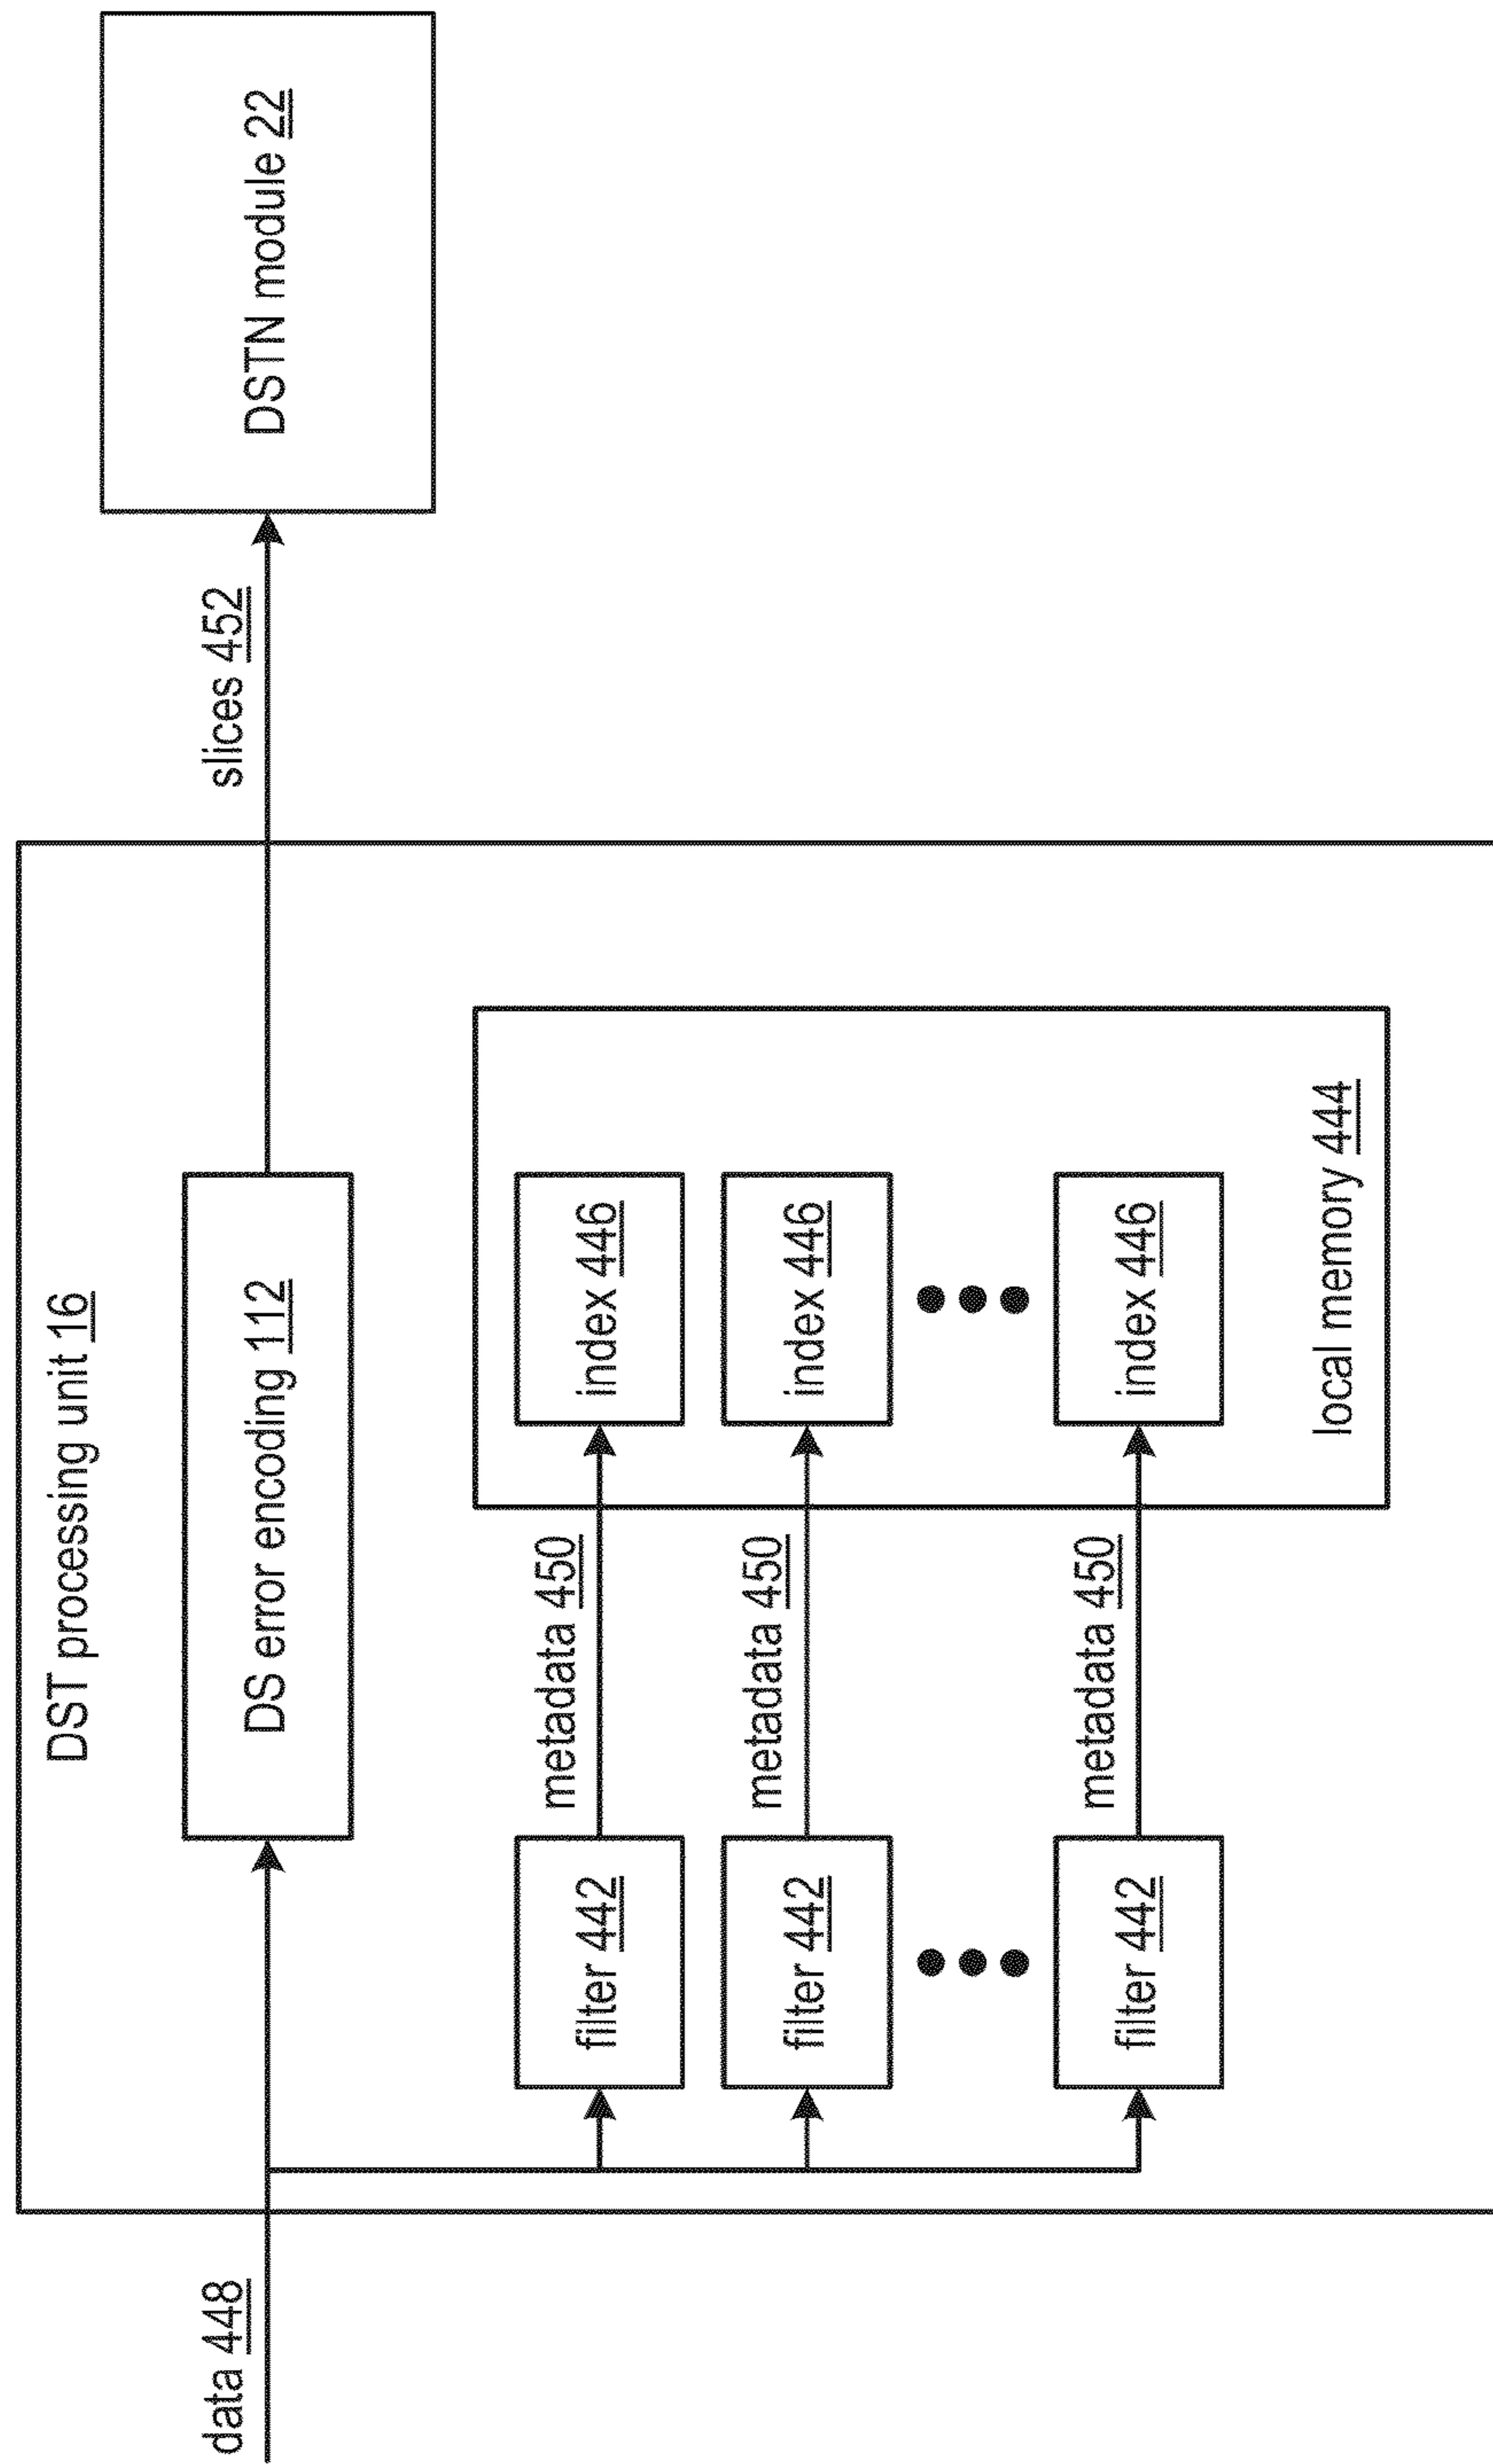 DST processing unit 16
data 448
DS error encoding 112
slices 452
DSTN module 22
filter 442
metadata 450
index 446
filter 442
metadata 450
index 446
filter 442
metadata 450
index 446
local memory 444